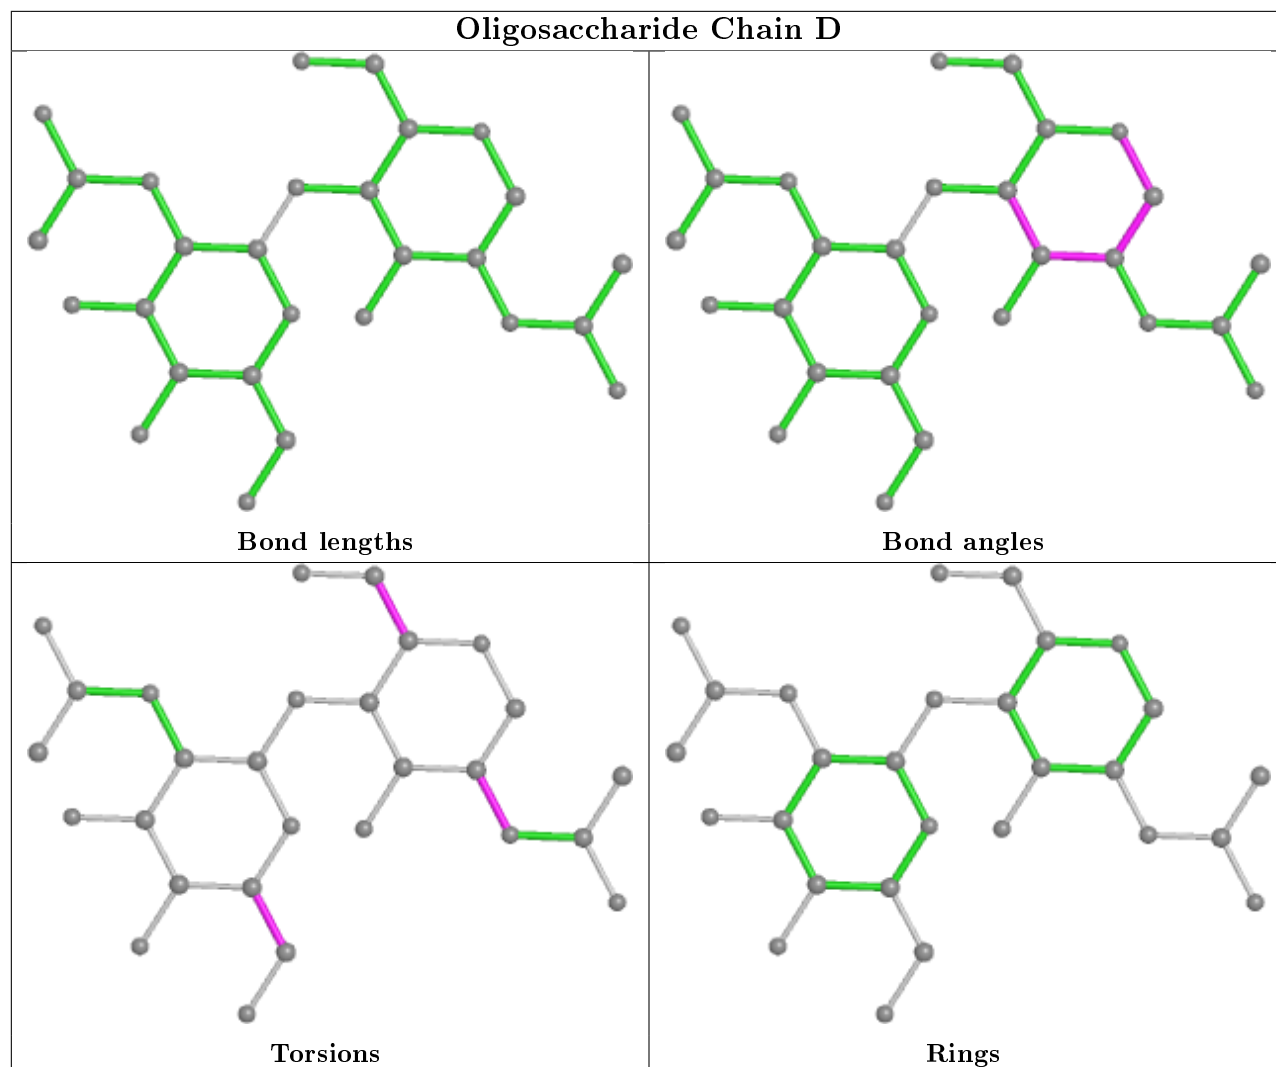 Oligosaccharide Chain D
Bond lengths
Bond angles
Torsions
Rings